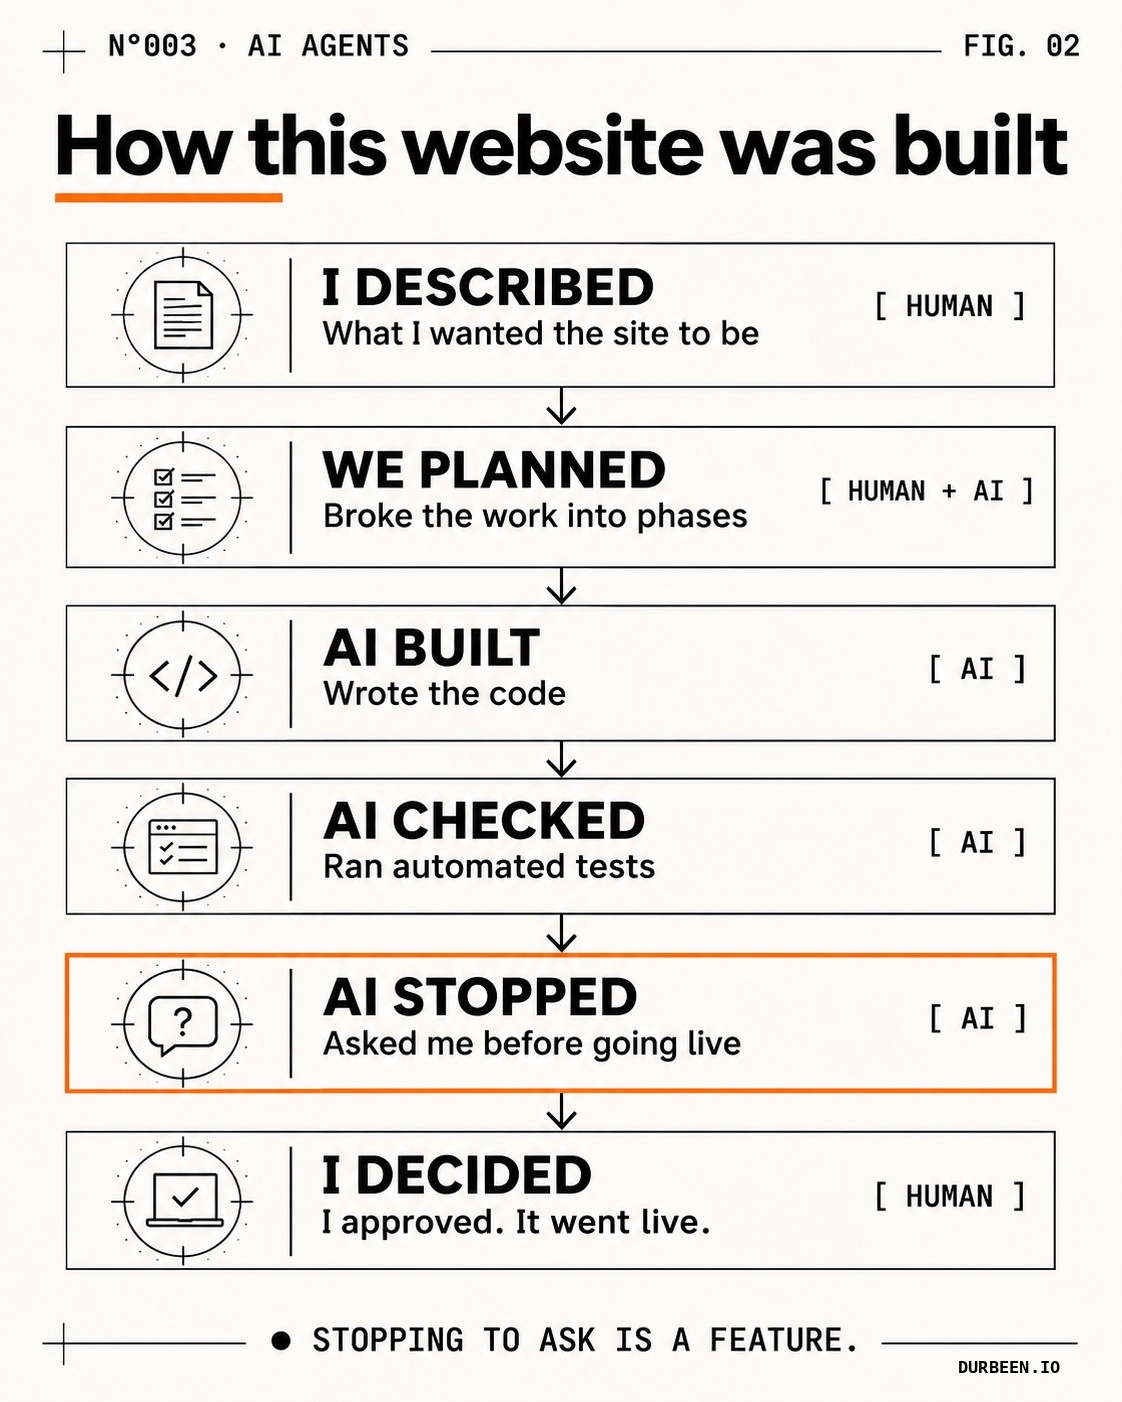 N°003 · AI AGENTS
FIG. 02
How this website was built
I DESCRIBED
What I wanted the site to be
[ HUMAN ]
WE PLANNED
Broke the work into phases
[ HUMAN + AI ]
AI BUILT
Wrote the code
[ AI ]
AI CHECKED
Ran automated tests
[ AI ]
AI STOPPED
Asked me before going live
[ AI ]
I DECIDED
I approved. It went live.
[ HUMAN ]
● STOPPING TO ASK IS A FEATURE.
DURBEEN.IO